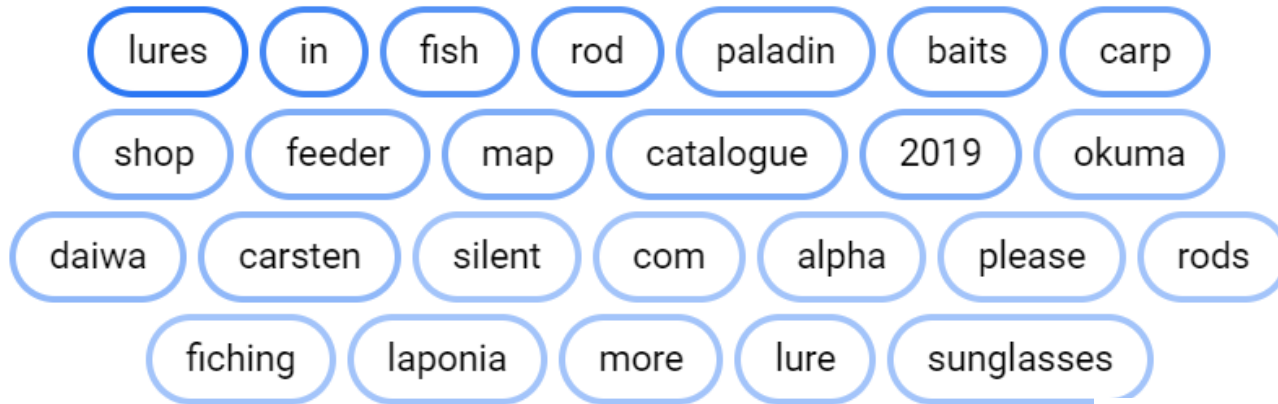 lures in fish rod paladin baits carp
shop feeder map catalogue 2019 okuma
daiwa carsten silent com alpha please rods
fiching laponia more lure sunglasses